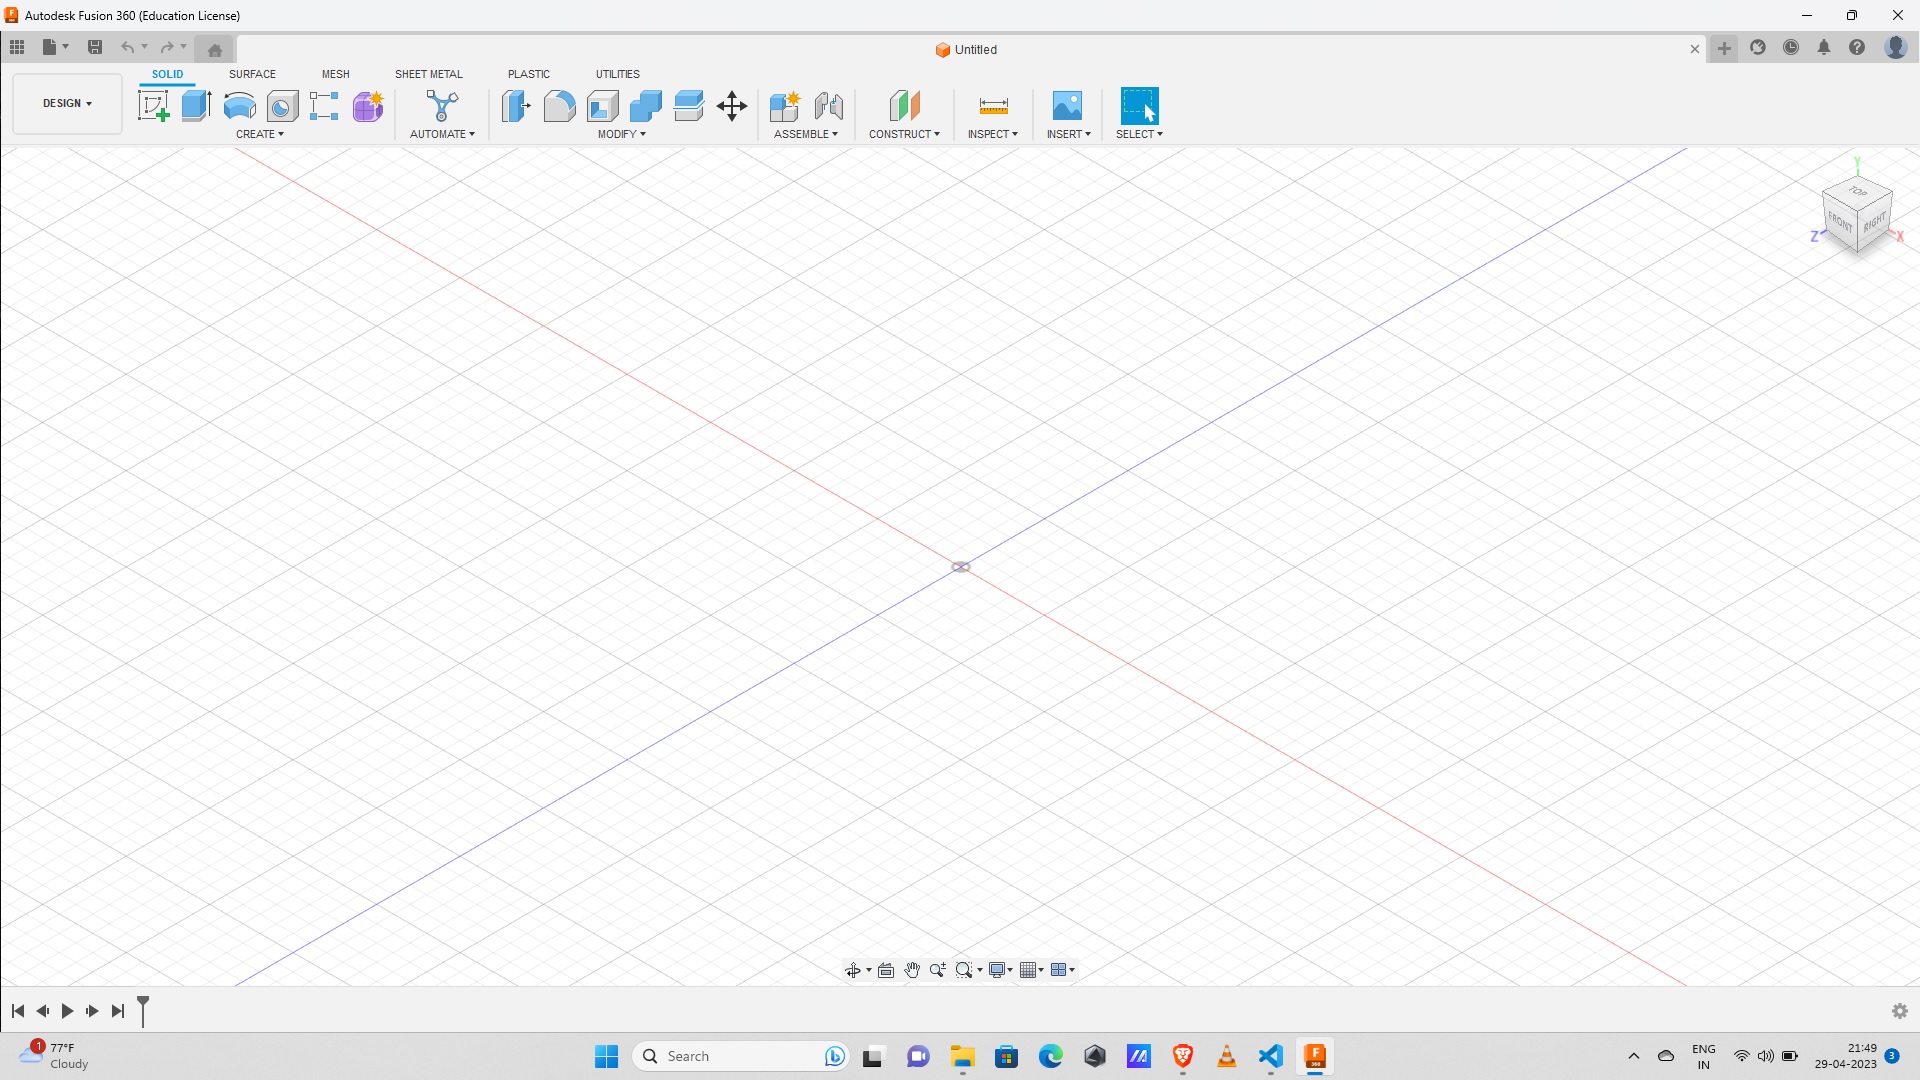 Autodesk Fusion 360 (Education License)
Untitled
SOLID SURFACE MESH SHEET METAL PLASTIC UTILITIES
DESIGN
CREATE AUTOMATE MODIFY ASSEMBLE CONSTRUCT INSPECT INSERT SELECT
Y
TOP
FRONT RIGHT
Z X
1
77°F
Cloudy
Search
F
360
ENG
IN
21:49
29-04-2023
3